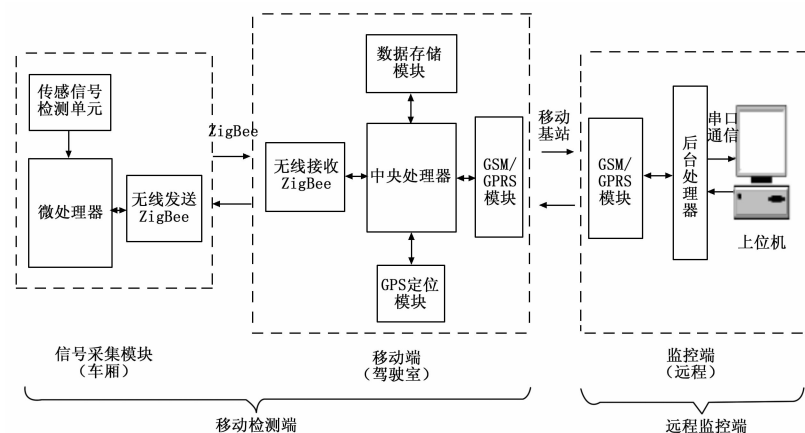 传感信号
检测单元
微处理器
无线发送
ZigBee
ZigBee
数据存储
模块
无线接收
ZigBee
中央处理器
GSM/
GPRS
模块
GPS定位
模块
移动
基站
GSM/
GPRS
模块
后台处理器
串口
通信
上位机
信号采集模块
（车厢）
移动端
（驾驶室）
监控端
（远程）
移动检测端
远程监控端